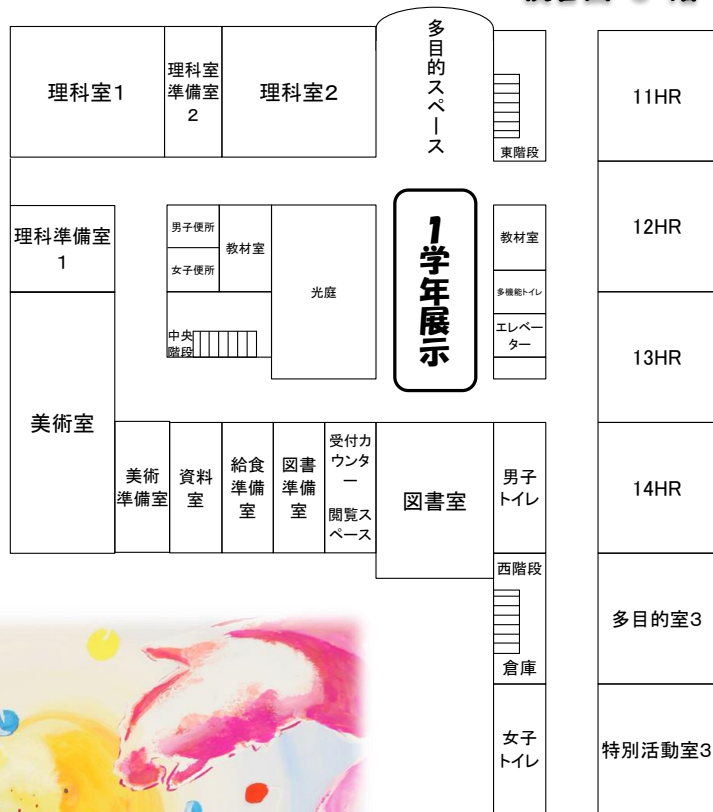 理科室1
理科室
準備室
2
理科室2
多目的スペース
東階段
11HR
理科準備室
1
男子便所
女子便所
教材室
光庭
1学年展示
教材室
多機能トイレ
エレベー
ター
12HR
中央
階段
13HR
美術室
美術
準備室
資料
室
給食
準備
室
図書
準備
室
受付カ
ウンタ
ー
閲覧ス
ペース
図書室
男子
トイレ
14HR
西階段
倉庫
多目的室3
女子
トイレ
特別活動室3